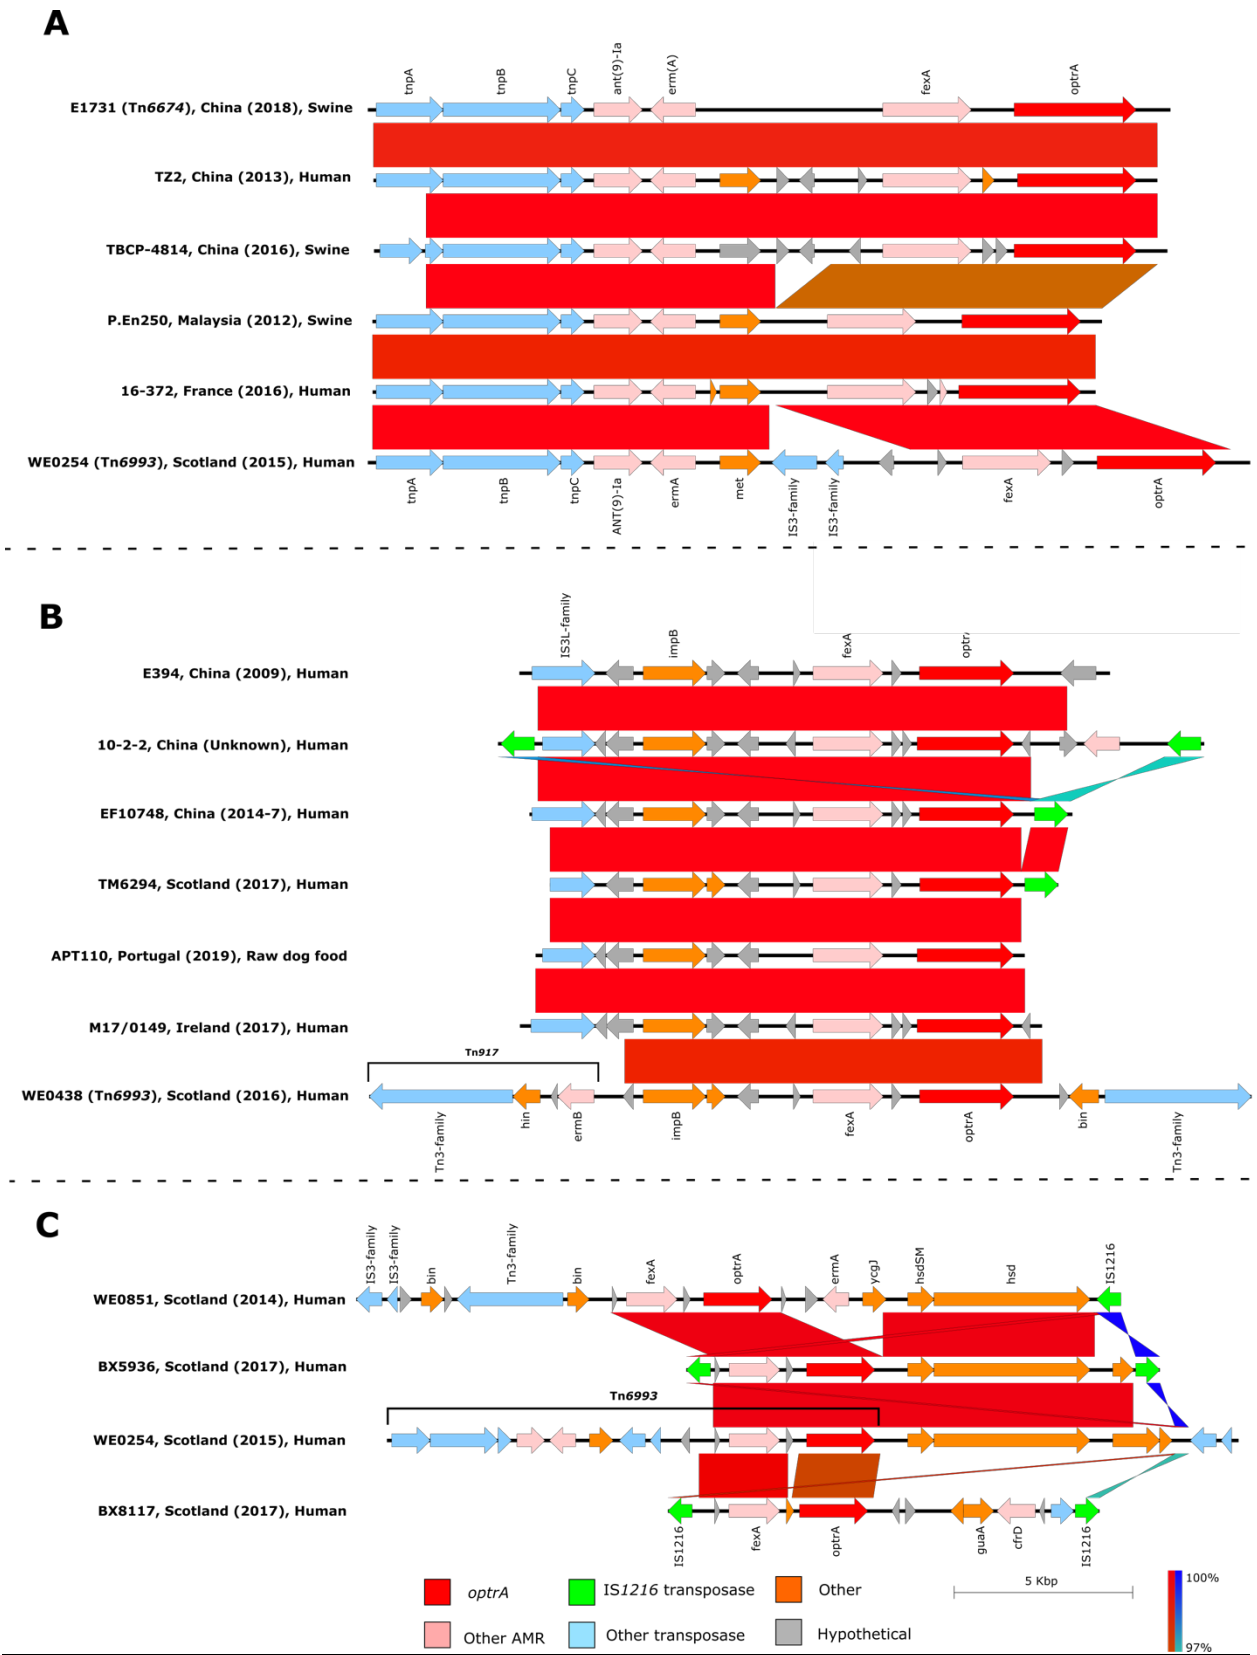 A
tnpA tnpB tnpC ant(9)-Ia erm(A) fexA optrA
E1731 (Tn6674), China (2018), Swine
TZ2, China (2013), Human
TBCP-4814, China (2016), Swine
P.En250, Malaysia (2012), Swine
16-372, France (2016), Human
WE0254 (Tn6993), Scotland (2015), Human
tnpA tnpB tnpC ANT(9)-Ia ermA met IS3-family IS3-family fexA optrA
B
IS3L-family impB fexA optrA
E394, China (2009), Human
10-2-2, China (Unknown), Human
EF10748, China (2014-7), Human
TM6294, Scotland (2017), Human
APT110, Portugal (2019), Raw dog food
M17/0149, Ireland (2017), Human
Tn917
WE0438 (Tn6993), Scotland (2016), Human
Tn3-family hin ermB impB fexA optrA bin Tn3-family
C
IS3-family IS3-family bin Tn3-family bin fexA optrA ermA ycgJ hsdSM hsd IS1216
WE0851, Scotland (2014), Human
BX5936, Scotland (2017), Human
Tn6993
WE0254, Scotland (2015), Human
BX8117, Scotland (2017), Human
IS1216 fexA optrA guaA cfrD IS1216
optrA IS1216 transposase Other 5 Kbp 100%
Other AMR Other transposase Hypothetical 97%